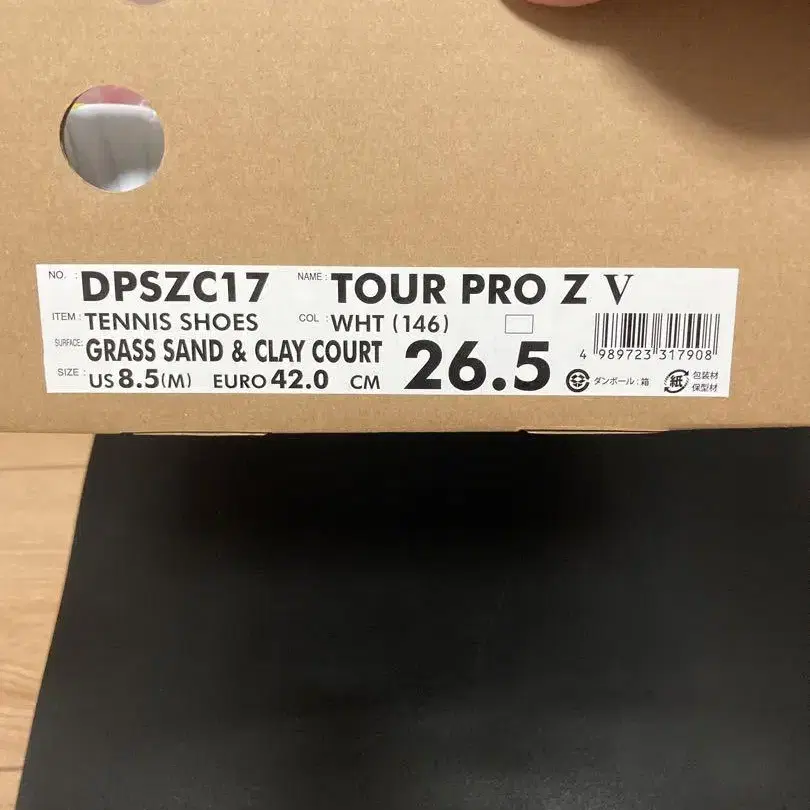 NO. : DPSZC17 NAME : TOUR PRO Z V
ITEM : TENNIS SHOES COL : WHT (146)
SURFACE: GRASS SAND & CLAY COURT
SIZE : US 8.5(M) EURO 42.0 CM 26.5
4 989723 317908
ダンボール：箱
紙 包装材
保型材